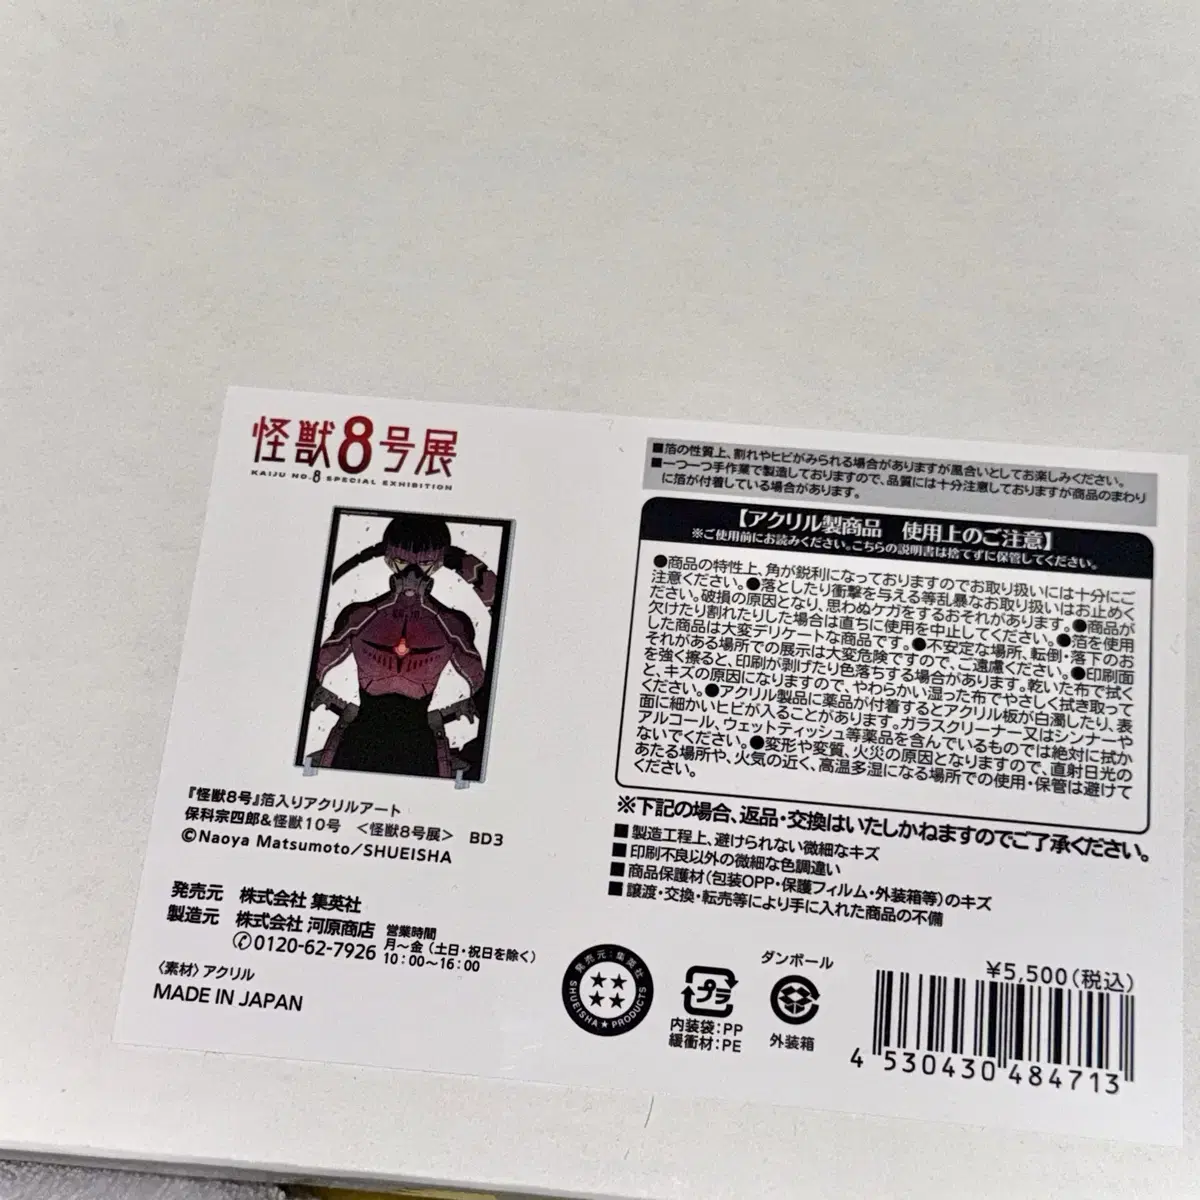 怪獣8号展
KAIJU NO.8 SPECIAL EXHIBITION
『怪獣8号』箔入りアクリルアート
保科宗四郎&怪獣10号 <怪獣8号展> BD3
©Naoya Matsumoto/SHUEISHA
発売元 株式会社 集英社
製造元 株式会社 河原商店
0120-62-7926
営業時間
月〜金(土日・祝日を除く)
10:00〜16:00
〈素材〉アクリル
MADE IN JAPAN
■箔の性質上、割れやヒビがみられる場合がありますが風合いとしてお楽しみください。
■一つ一つ手作業で製造しておりますので、品質には十分注意しておりますが商品のまわり
に箔が付着している場合があります。
【アクリル製商品 使用上のご注意】
※ご使用前にお読みください。こちらの説明書は捨てずに保管してください。
●商品の特性上、角が鋭利になっておりますのでお取り扱いには十分にご
注意ください。●落としたり衝撃を与える等乱暴なお取り扱いはお止めく
ださい。破損の原因となり、思わぬケガをするおそれがあります。●商品が
欠けたり割れたりした場合は直ちに使用を中止してください。●箔を使用
した商品は大変デリケートな商品です。●不安定な場所、転倒・落下のお
それがある場所での展示は大変危険ですので、ご遠慮ください。●印刷面
を強く擦ると、印刷が剥げたり色落ちする場合があります。乾いた布で拭く
と、キズの原因になりますので、やわらかい湿った布でやさしく拭き取って
ください。●アクリル製品に薬品が付着するとアクリル板が白濁したり、表
面に細かいヒビが入ることがあります。ガラスクリーナー又はシンナーや
アルコール、ウェットティッシュ等薬品を含んでいるものでは絶対に拭か
ないでください。●変形や変質、火災の原因となりますので、直射日光の
あたる場所や、火気の近く、高温多湿になる場所での使用・保管は避けて
ください。
※下記の場合、返品・交換はいたしかねますのでご了承ください。
■製造工程上、避けられない微細なキズ
■印刷不良以外の微細な色調違い
■商品保護材(包装OPP・保護フィルム・外装箱等)のキズ
■譲渡・交換・転売等により手に入れた商品の不備
発売元:集英社
SHUEISHA★PRODUCTS
プラ
内装袋:PP
緩衝材:PE
ダンボール
外装箱
¥5,500(税込)
4 530430 484713